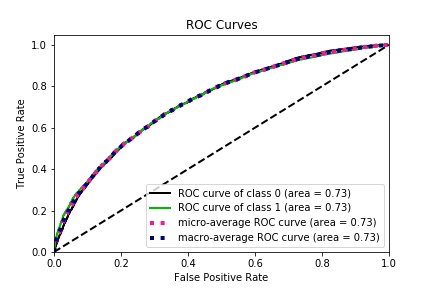 ROC Curves
True Positive Rate
1.0
0.8
0.6
0.4
0.2
0.0
ROC curve of class 0 (area = 0.73)
ROC curve of class 1 (area = 0.73)
micro-average ROC curve (area = 0.73)
macro-average ROC curve (area = 0.73)
0.0 0.2 0.4 0.6 0.8 1.0
False Positive Rate